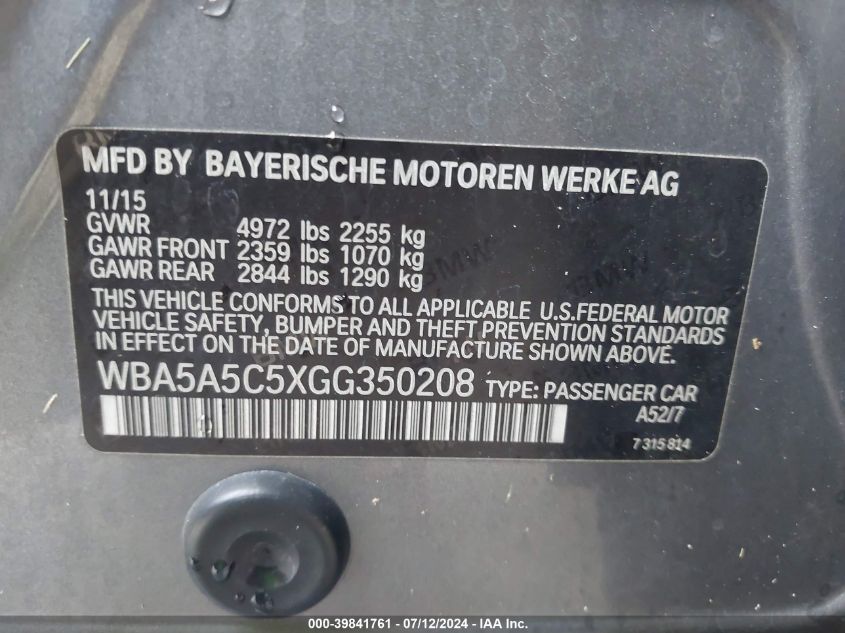 MFD BY BAYERISCHE MOTOREN WERKE AG
11/15
GVWR 4972 lbs 2255 kg
GAWR FRONT 2359 lbs 1070 kg
GAWR REAR 2844 lbs 1290 kg
THIS VEHICLE CONFORMS TO ALL APPLICABLE U.S.FEDERAL MOTOR
VEHICLE SAFETY, BUMPER AND THEFT PREVENTION STANDARDS
IN EFFECT ON THE DATE OF MANUFACTURE SHOWN ABOVE.
WBA5A5C5XGG350208 TYPE: PASSENGER CAR
A52/7
7 315 814
000-39841761 - 07/12/2024 - IAA Inc.